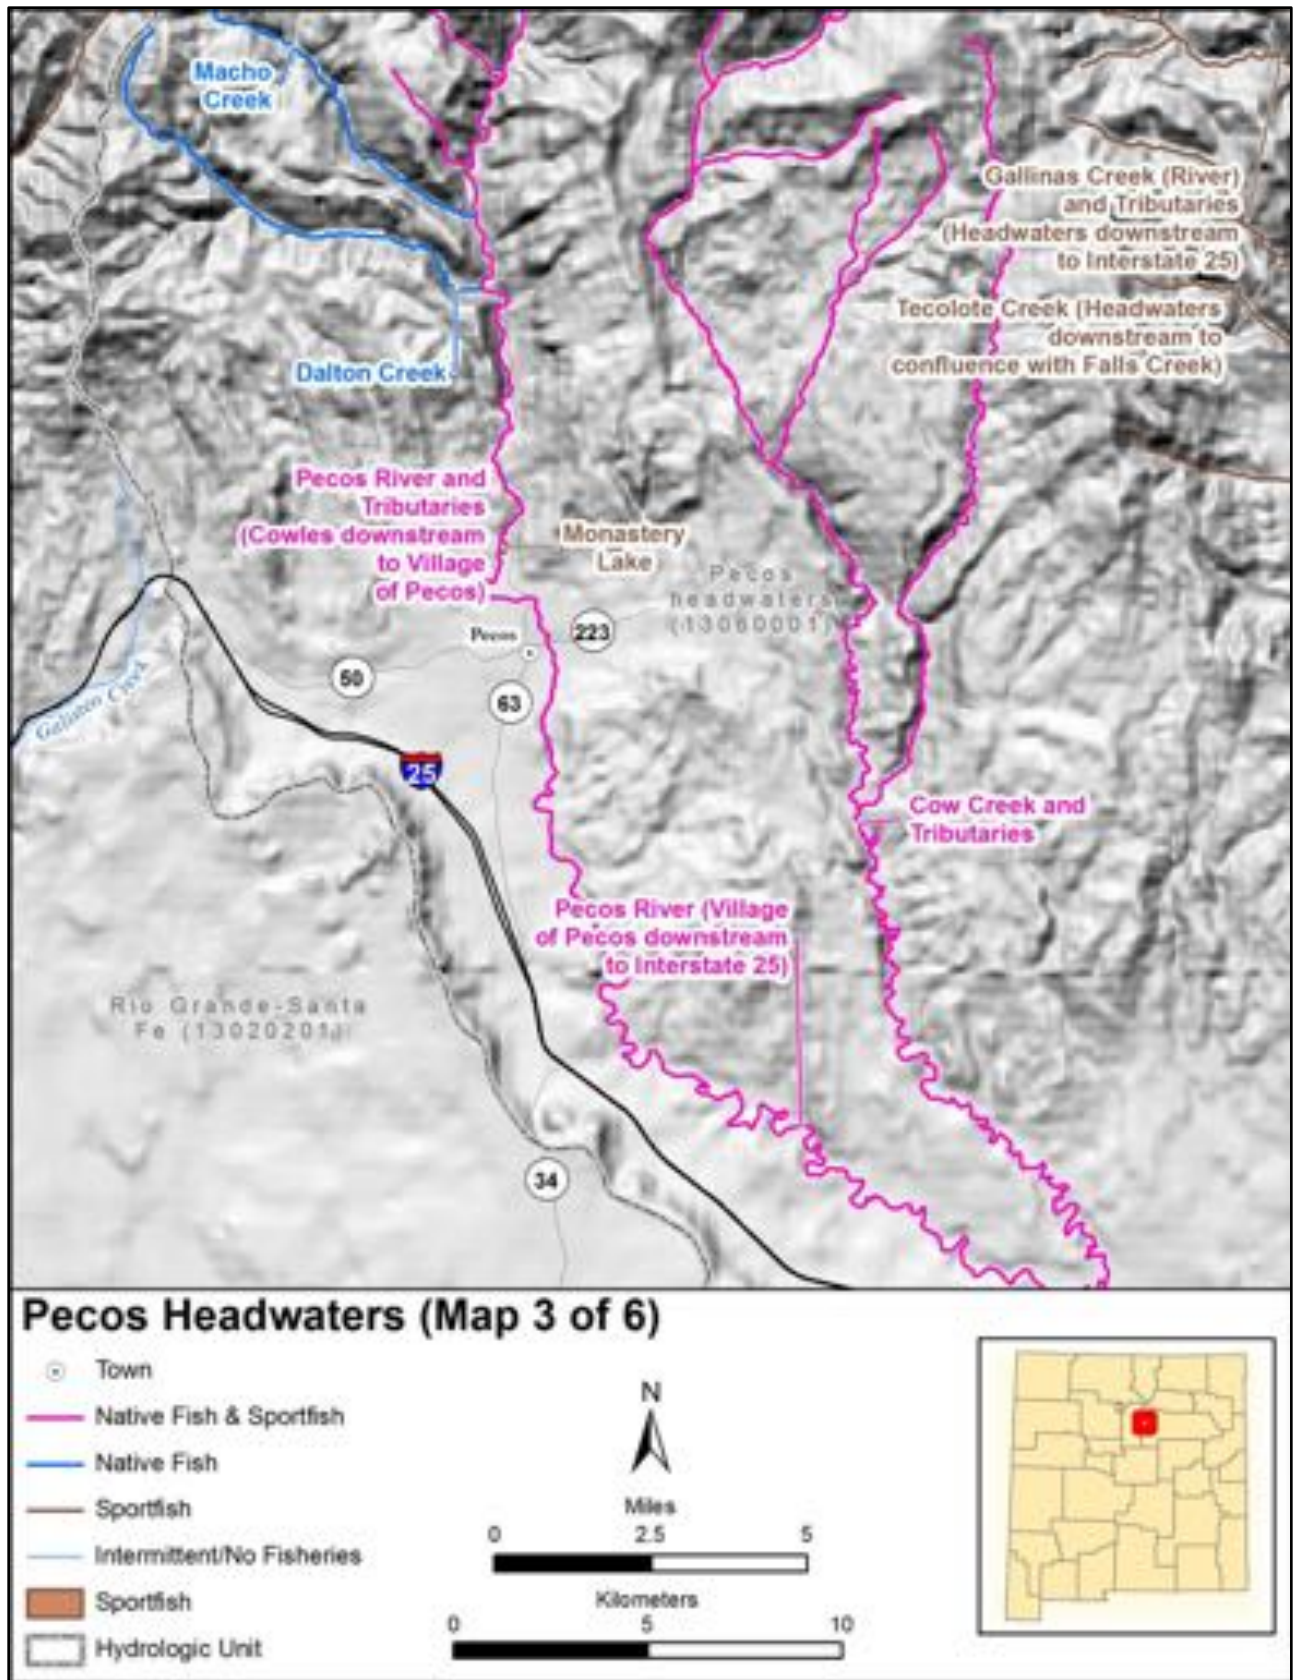 Macho
Creek
Gallinas Creek (River)
and Tributaries
(Headwaters downstream
to Interstate 25)
Tecolote Creek (Headwaters
downstream to
confluence with Falls Creek)
Dalton Creek
Pecos River and
Tributaries
(Cowles downstream
to Village
of Pecos)
Monastery
Lake
Pecos
headwaters
(13060001)
Pecos
223
50
63
Galisteo Creek
25
Cow Creek and
Tributaries
Pecos River (Village
of Pecos downstream
to Interstate 25)
Rio Grande-Santa
Fe (13020201)
34
Pecos Headwaters (Map 3 of 6)
Town
Native Fish & Sportfish
Native Fish
Sportfish
Intermittent/No Fisheries
Sportfish
Hydrologic Unit
N
Miles
0 2.5 5
Kilometers
0 5 10